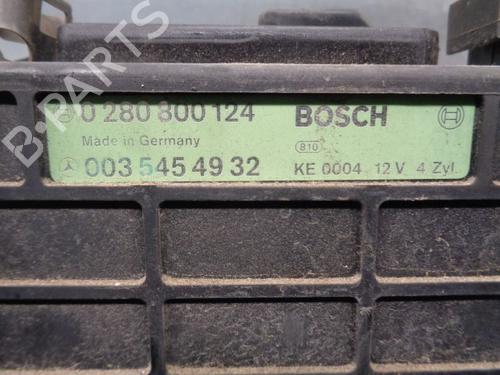 0 280 800 124 BOSCH
Made in Germany 810
003 545 49 32 KE 0004 12 V 4 Zyl.
B-PARTS